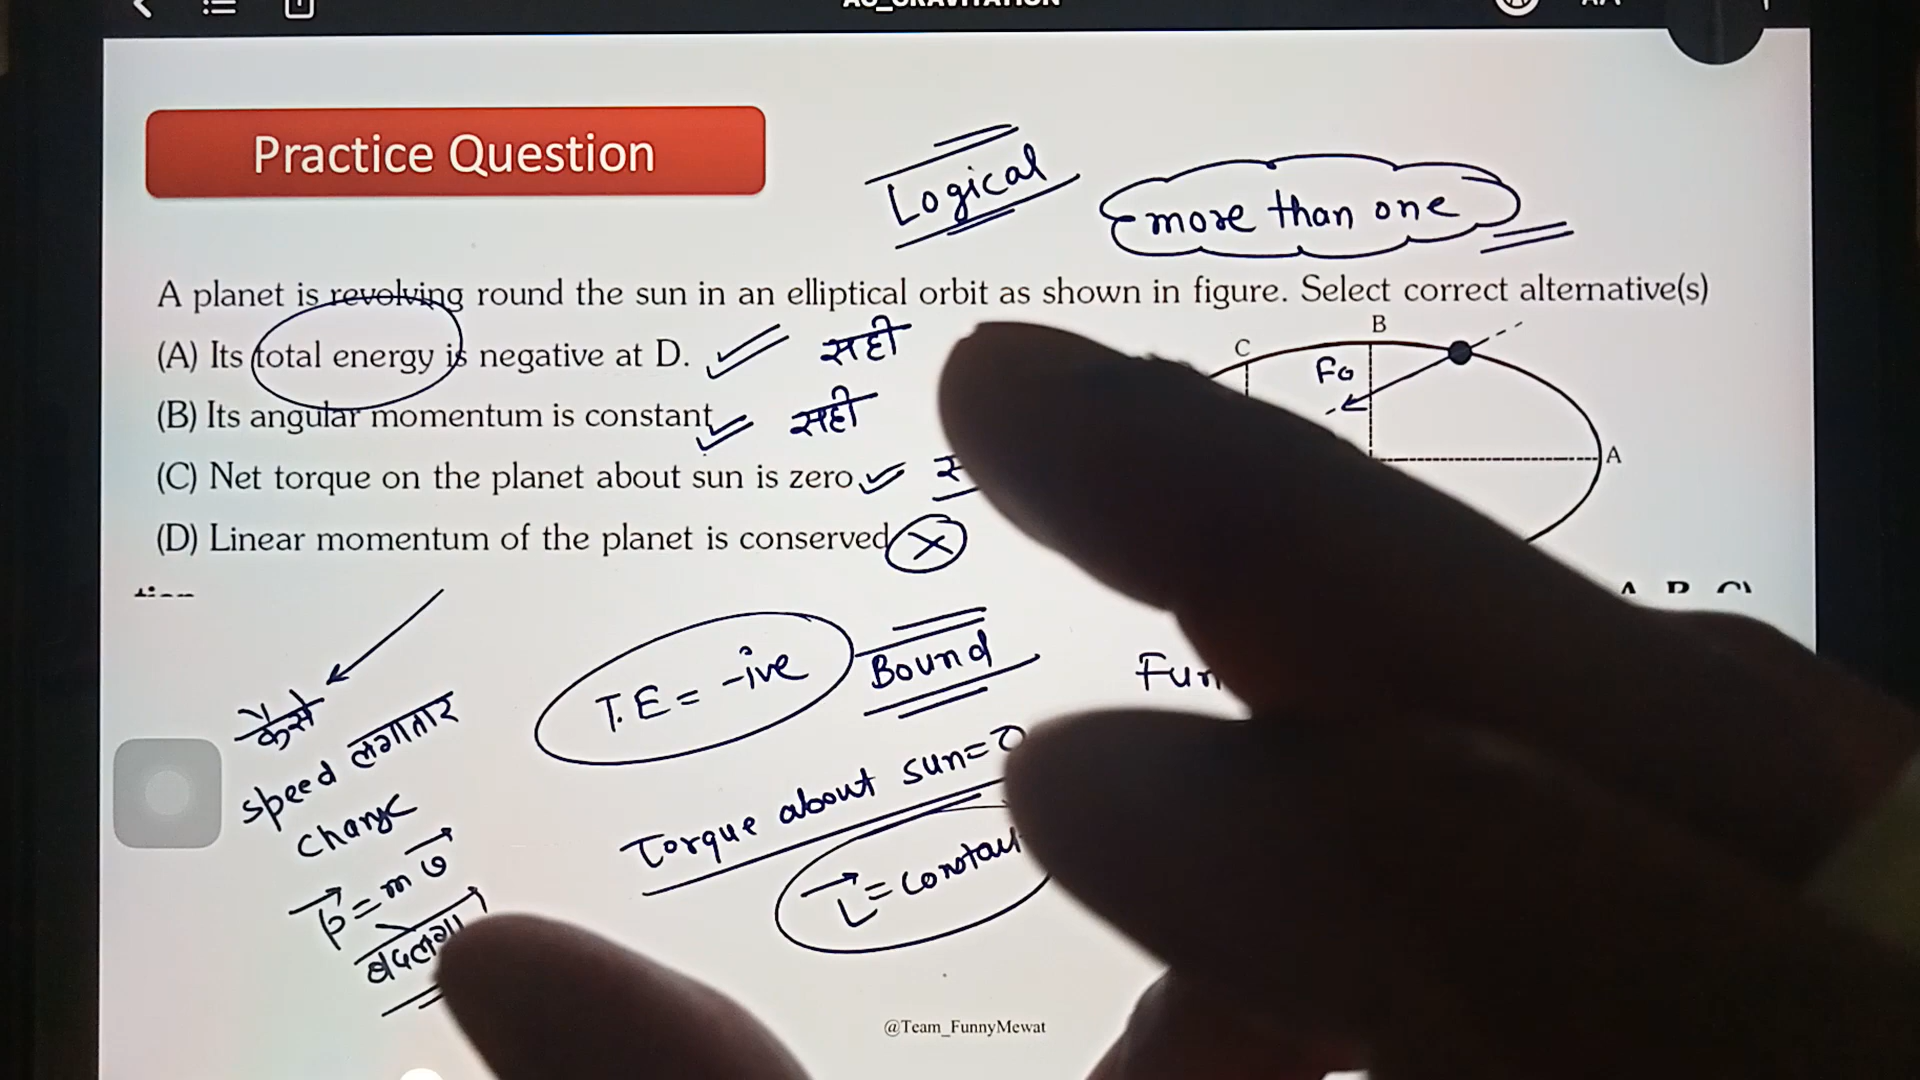 Practice Question
Logical
more than one
A planet is revolving round the sun in an elliptical orbit as shown in figure. Select correct alternative(s)
(A) Its total energy is negative at D. सही
(B) Its angular momentum is constant सही
(C) Net torque on the planet about sun is zero
(D) Linear momentum of the planet is conserved
B
C
FG
A
T.E = -ive
Bound
कैसे
speed लगातार
change
Torque about sun=0
p = m v
L = constant
बदलेगा
@Team_FunnyMewat